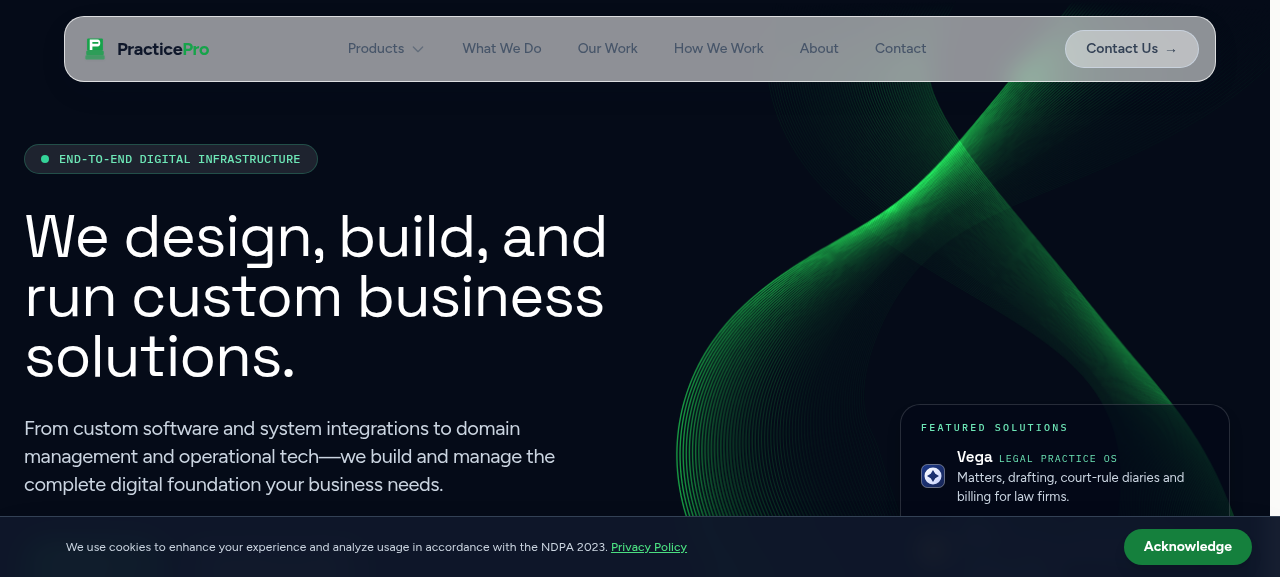 PracticePro
Products
What We Do
Our Work
How We Work
About
Contact
Contact Us →
END-TO-END DIGITAL INFRASTRUCTURE
We design, build, and
run custom business
solutions.
From custom software and system integrations to domain
management and operational tech—we build and manage the
complete digital foundation your business needs.
FEATURED SOLUTIONS
Vega LEGAL PRACTICE OS
Matters, drafting, court-rule diaries and
billing for law firms.
We use cookies to enhance your experience and analyze usage in accordance with the NDPA 2023. Privacy Policy
Acknowledge